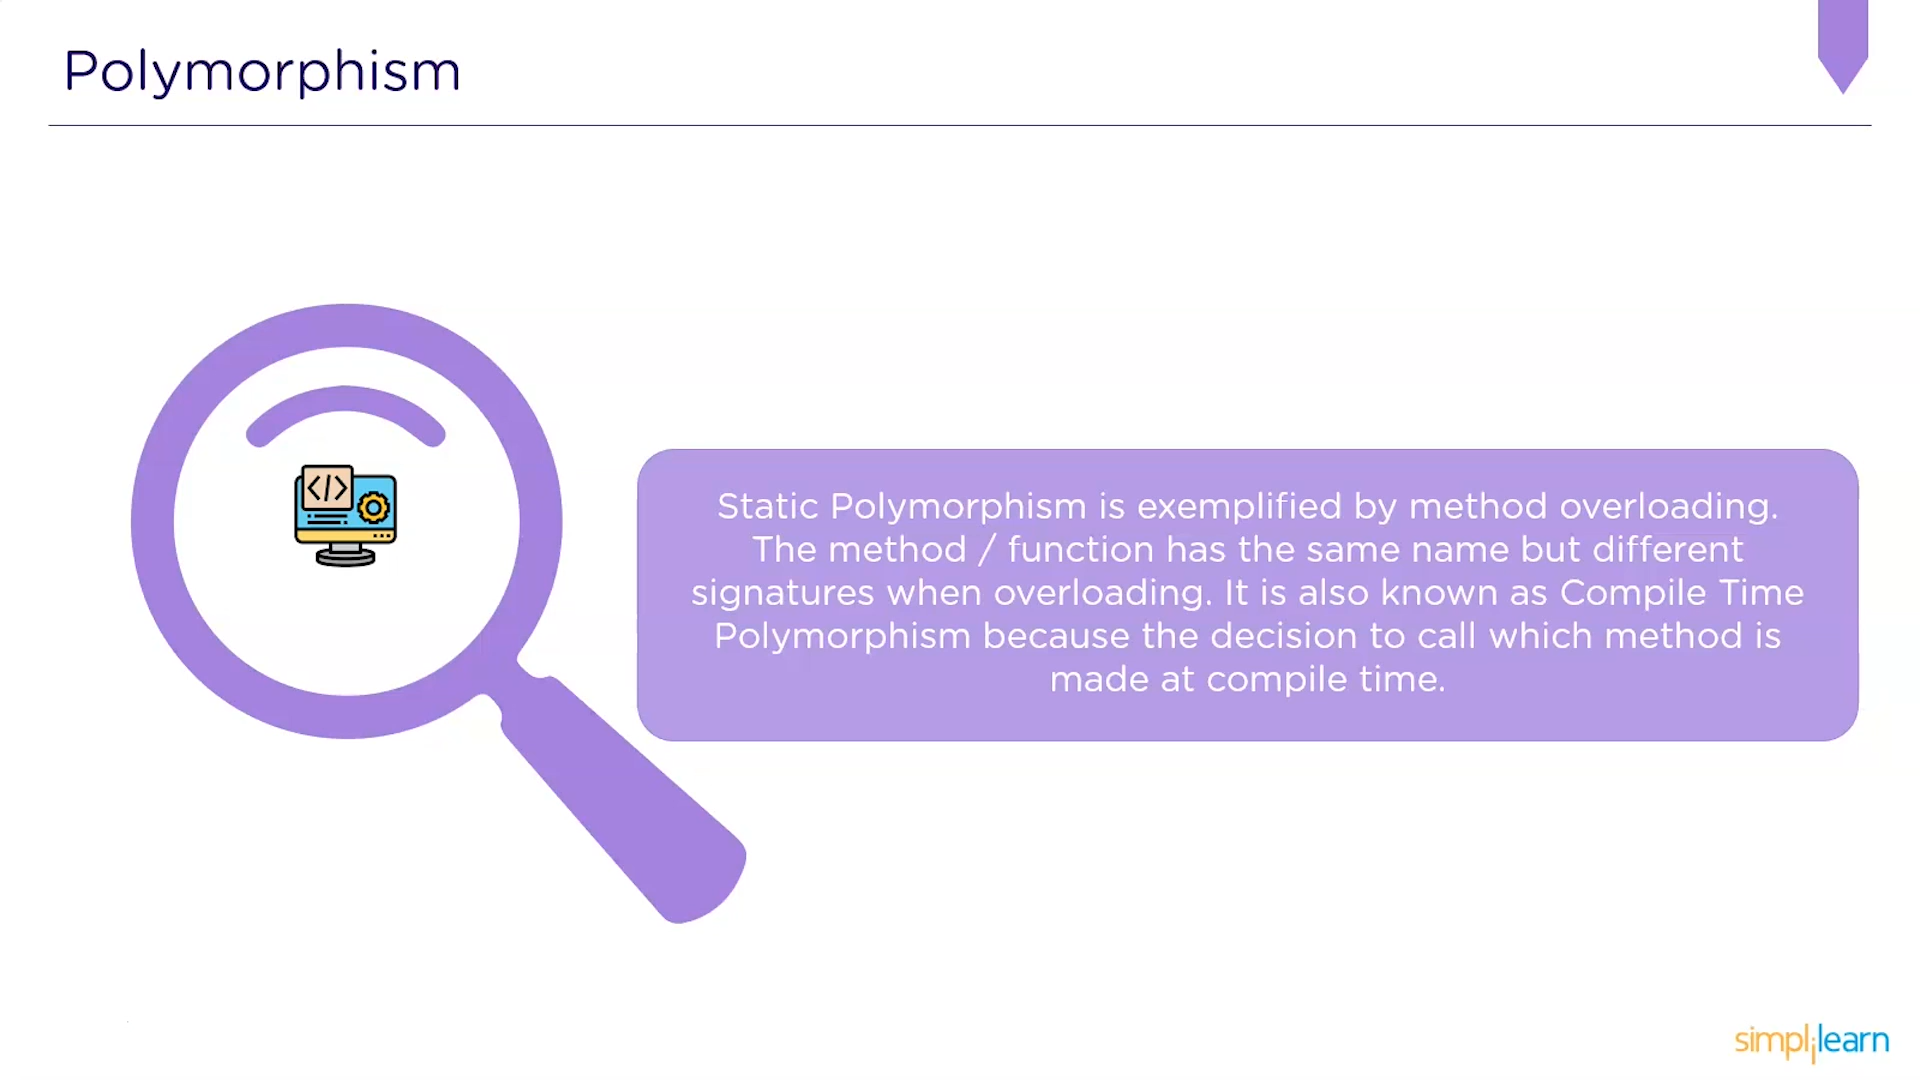 Polymorphism
</>
Static Polymorphism is exemplified by method overloading.
The method / function has the same name but different
signatures when overloading. It is also known as Compile Time
Polymorphism because the decision to call which method is
made at compile time.
simplilearn